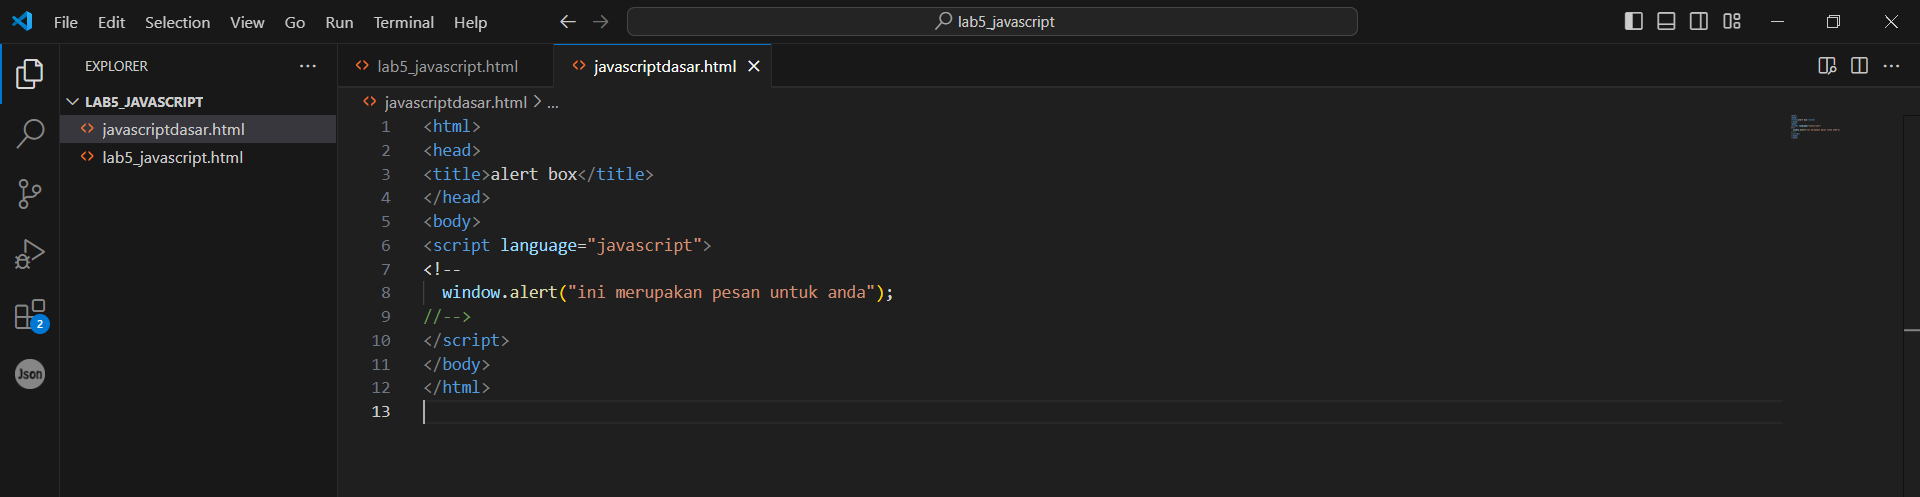 File Edit Selection View Go Run Terminal Help
lab5_javascript
EXPLORER
LAB5_JAVASCRIPT
javascriptdasar.html
lab5_javascript.html
2
Json
lab5_javascript.html
javascriptdasar.html
javascriptdasar.html > ...
1 <html>
2 <head>
3 <title>alert box</title>
4 </head>
5 <body>
6 <script language="javascript">
7 <!--
8 window.alert("ini merupakan pesan untuk anda");
9 //-->
10 </script>
11 </body>
12 </html>
13